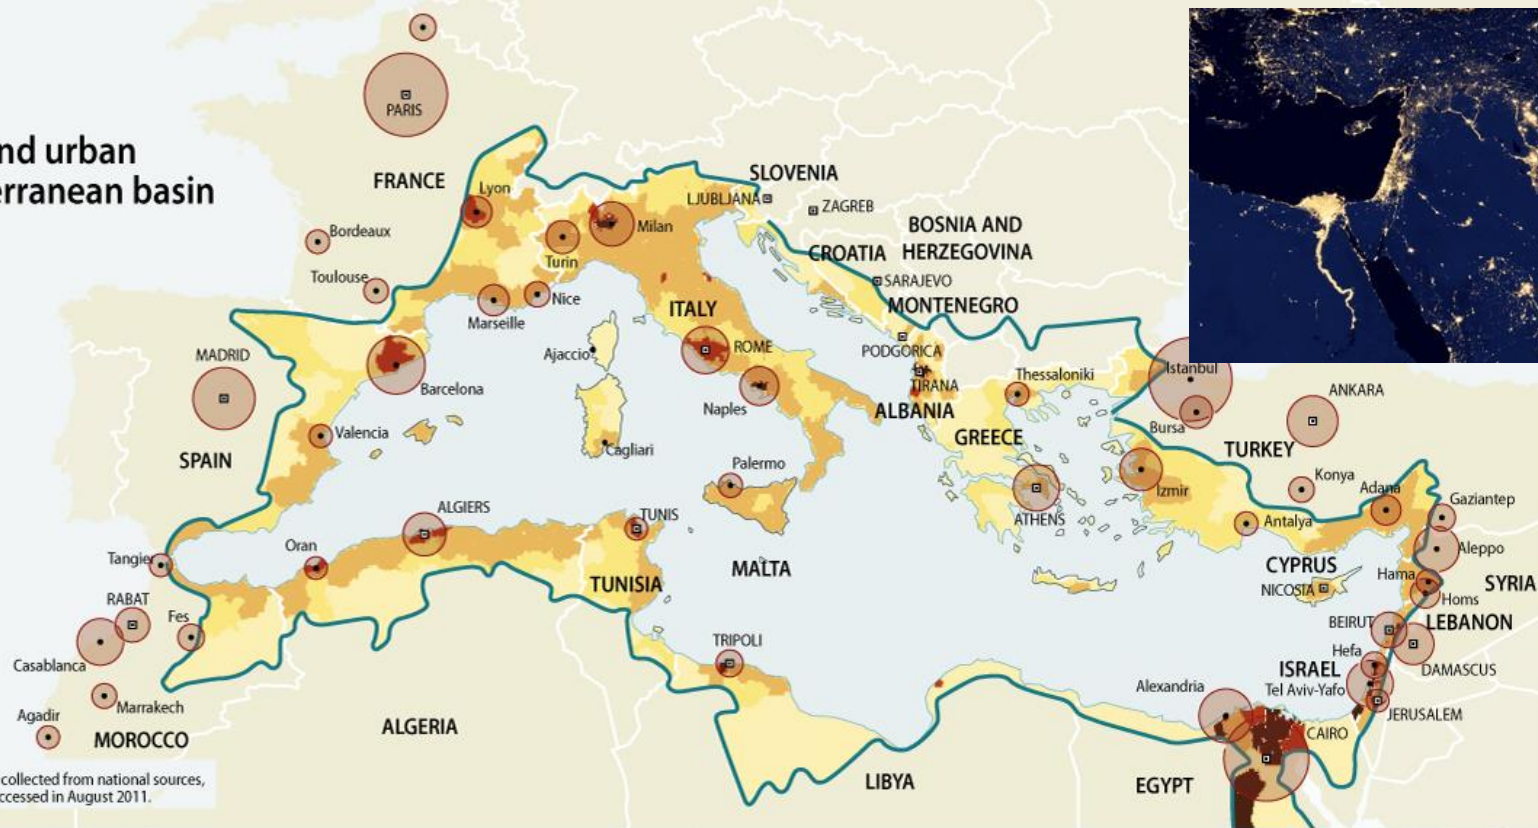 nd urban
erranean basin
PARIS
FRANCE
Lyon
SLOVENIA
LJUBLJANA
ZAGREB
Milan
Turin
Bordeaux
BOSNIA AND
HERZEGOVINA
CROATIA
SARAJEVO
Toulouse
Nice
Marseille
ITALY
MONTENEGRO
MADRID
Ajaccio
ROME
PODGORICA
Istanbul
Barcelona
TIRANA
Thessaloniki
ANKARA
Naples
ALBANIA
Bursa
Valencia
GREECE
TURKEY
SPAIN
Cagliari
Palermo
Konya
Adana
Izmir
Gaziantep
ALGIERS
TUNIS
ATHENS
Antalya
Oran
Aleppo
Tangier
MALTA
CYPRUS
Hama
SYRIA
TUNISIA
NICOSIA
RABAT
Homs
Fes
BEIRUT
LEBANON
TRIPOLI
Hefa
Casablanca
ISRAEL
DAMASCUS
Alexandria
Tel Aviv-Yafo
Marrakech
JERUSALEM
Agadir
MOROCCO
ALGERIA
CAIRO
LIBYA
EGYPT
collected from national sources,
ccessed in August 2011.